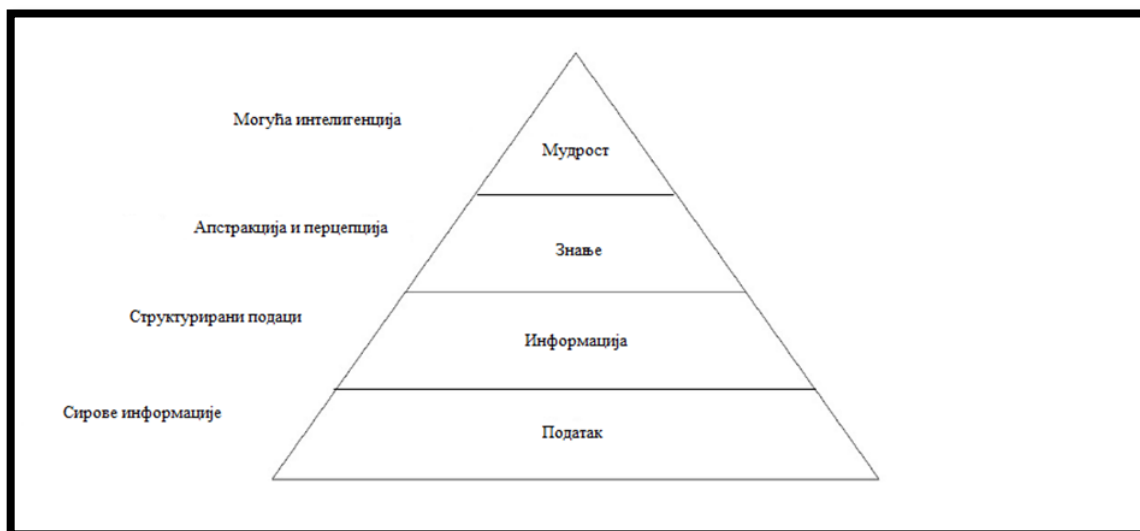 Могућа интелигенција
Мудрост
Апстракција и перцепција
Знање
Структурирани подаци
Информација
Сирове информације
Податак